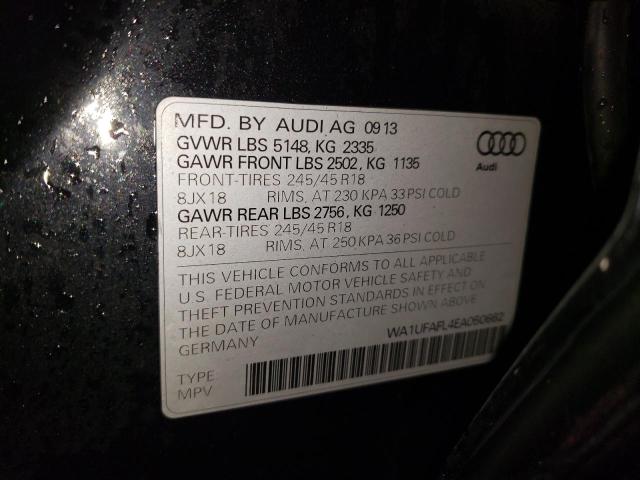 MFD. BY AUDI AG 09 13
GVWR LBS 5148, KG 2335
GAWR FRONT LBS 2502, KG 1135
FRONT-TIRES 245/45 R18
8JX18 RIMS, AT 230 KPA 33 PSI COLD
GAWR REAR LBS 2756, KG 1250
REAR-TIRES 245/45 R18
8JX18 RIMS, AT 250 KPA 36 PSI COLD
Audi
THIS VEHICLE CONFORMS TO ALL APPLICABLE
U.S. FEDERAL MOTOR VEHICLE SAFETY AND
THEFT PREVENTION STANDARDS IN EFFECT ON
THE DATE OF MANUFACTURE SHOWN ABOVE
GERMANY
WA1UFAFL4EA060662
TYPE
MPV